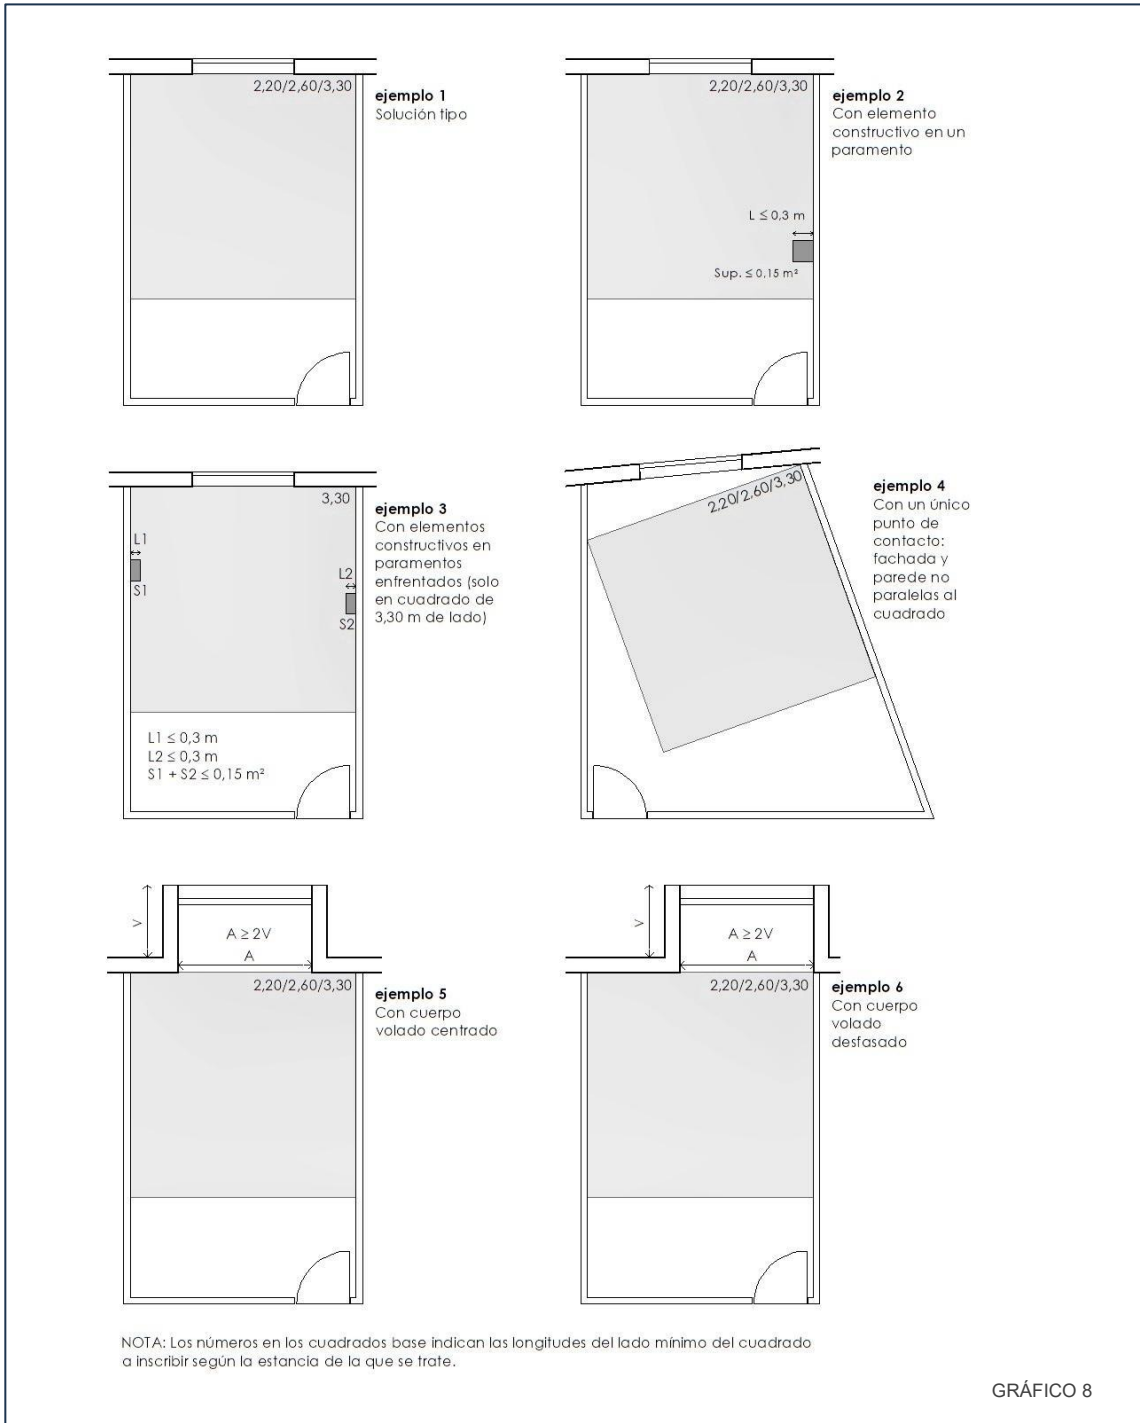 2,20/2,60/3,30
ejemplo 1
Solución tipo
2,20/2,60/3,30
ejemplo 2
Con elemento
constructivo en un
paramento
L ≤ 0,3 m
Sup. ≤ 0,15 m²
3,30
ejemplo 3
Con elementos
constructivos en
paramentos
enfrentados (solo
en cuadrado de
3,30 m de lado)
L1
S1
L2
S2
L1 ≤ 0,3 m
L2 ≤ 0,3 m
S1 + S2 ≤ 0,15 m²
2,20/2,60/3,30
ejemplo 4
Con un único
punto de
contacto:
fachada y
pared no
paralelas al
cuadrado
V
A ≥ 2V
A
2,20/2,60/3,30
ejemplo 5
Con cuerpo
volado centrado
V
A ≥ 2V
A
2,20/2,60/3,30
ejemplo 6
Con cuerpo
volado
desfasado
NOTA: Los números en los cuadrados base indican las longitudes del lado mínimo del cuadrado
a inscribir según la estancia de la que se trate.
GRÁFICO 8